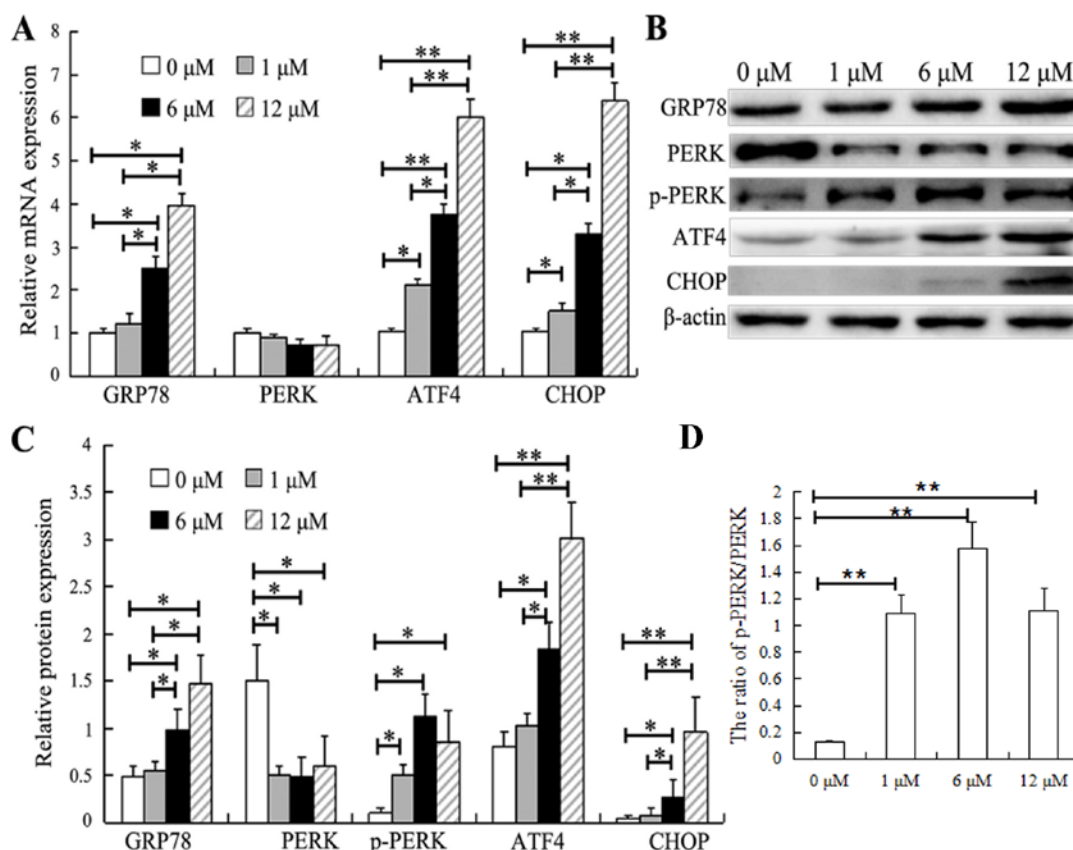 A
Relative mRNA expression
8
7
6
5
4
3
2
1
0
0 μM
1 μM
6 μM
12 μM
* * * *
** * * * **
** * * * ** **
GRP78 PERK ATF4 CHOP
B
0 μM 1 μM 6 μM 12 μM
GRP78
PERK
p-PERK
ATF4
CHOP
β-actin
C
Relative protein expression
4
3.5
3
2.5
2
1.5
1
0.5
0
0 μM
1 μM
6 μM
12 μM
* * * *
* * *
* * *
** ** * *
** ** * *
GRP78 PERK p-PERK ATF4 CHOP
D
The ratio of p-PERK/PERK
2
1.8
1.6
1.4
1.2
1
0.8
0.6
0.4
0.2
0
** ** **
0 μM 1 μM 6 μM 12 μM